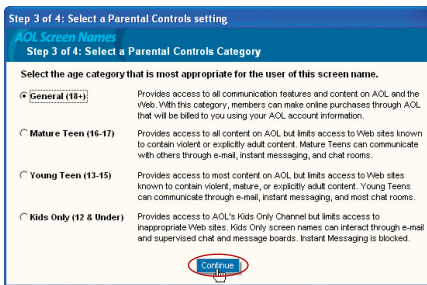 Step 3 of 4: Select a Parental Controls setting
AOL Screen Names
Step 3 of 4: Select a Parental Controls Category
Select the age category that is most appropriate for the user of this screen name.
General (18+)
Provides access to all communication features and content on AOL and the
Web. With this category, members can make online purchases through AOL
that will be billed to you using your AOL account information.
Mature Teen (16-17)
Provides access to all content on AOL but limits access to Web sites known
to contain violent or explicitly adult content. Mature Teens can communicate
with others through e-mail, instant messaging, and chat rooms.
Young Teen (13-15)
Provides access to most content on AOL but limits access to Web sites
known to contain violent, mature, or explicitly adult content. Young Teens
can communicate through e-mail, instant messaging, and most chat rooms.
Kids Only (12 & Under)
Provides access to AOL's Kids Only Channel but limits access to
inappropriate Web sites. Kids Only screen names can interact through e-mail
and supervised chat and message boards. Instant Messaging is blocked.
Continue